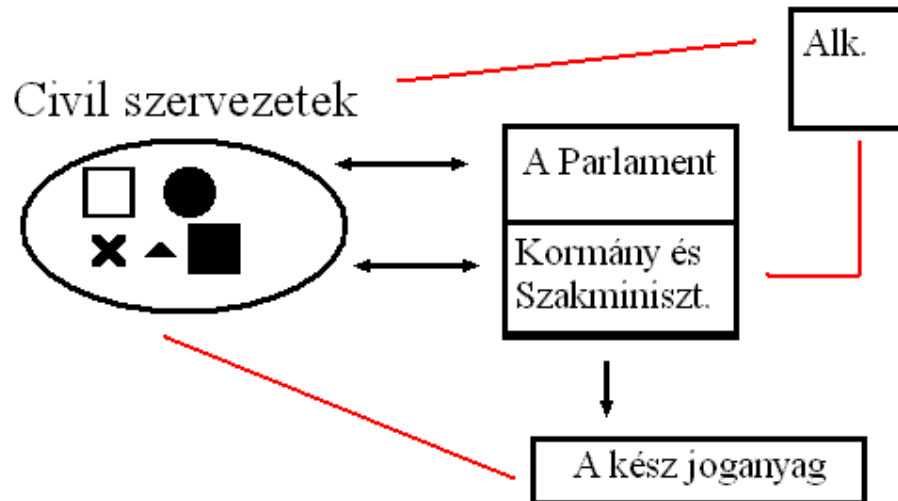 Alk.
Civil szervezetek
A Parlament
Kormány és
Szakminiszt.
A kész joganyag